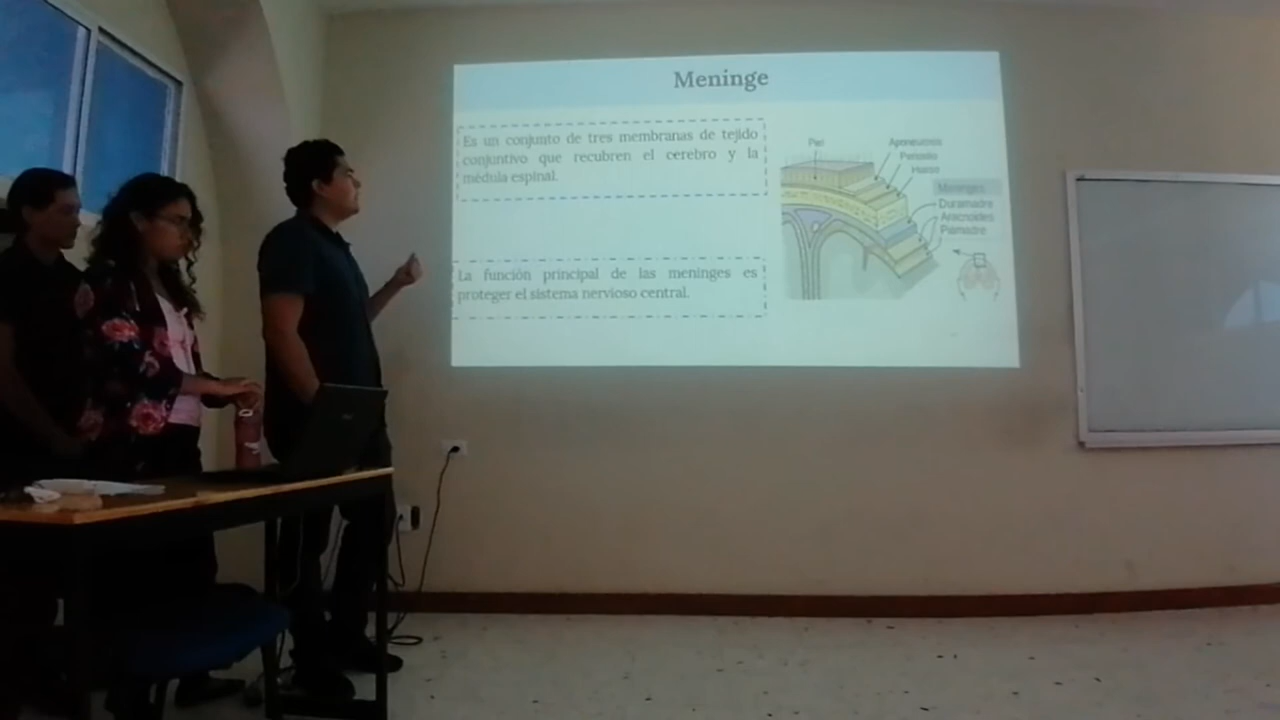 Meninge
Es un conjunto de tres membranas de tejido
conjuntivo que recubren el cerebro y la
médula espinal.
La función principal de las meninges es
proteger el sistema nervioso central.
Piel
Aponeurosis
Periostio
Hueso
Meninges
Duramadre
Aracnoides
Piamadre